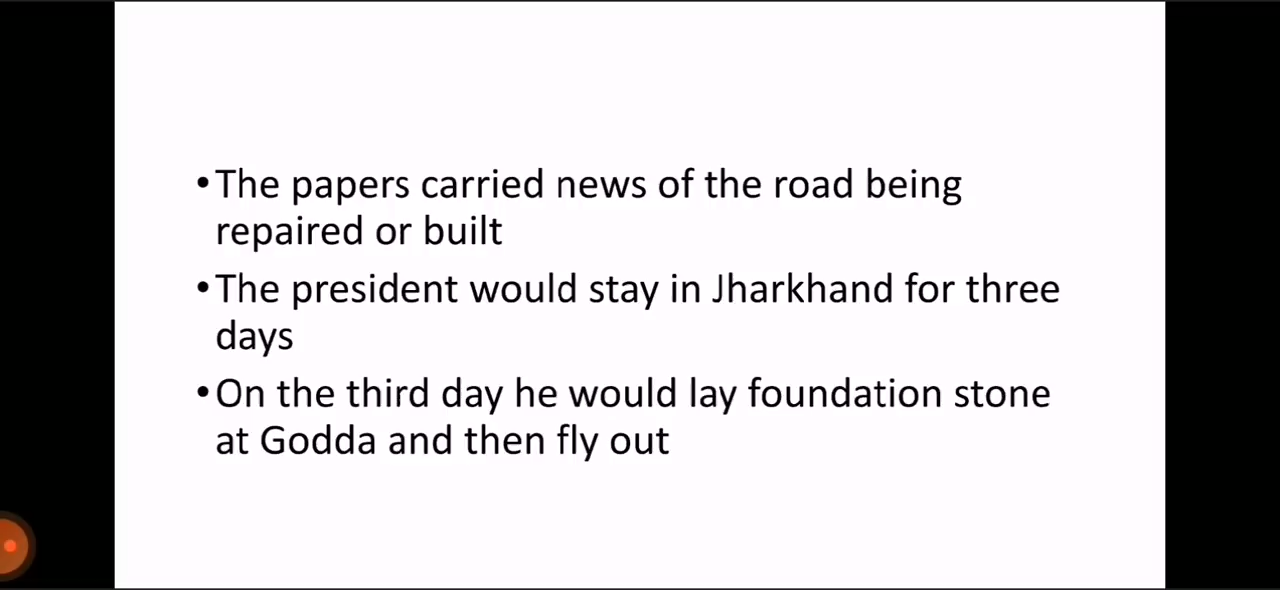 •The papers carried news of the road being
repaired or built
•The president would stay in Jharkhand for three
days
•On the third day he would lay foundation stone
at Godda and then fly out